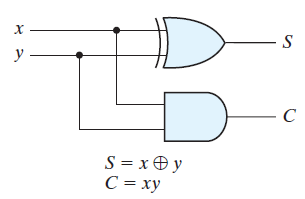 x
y
S
C
S = x ⊕ y
C = xy